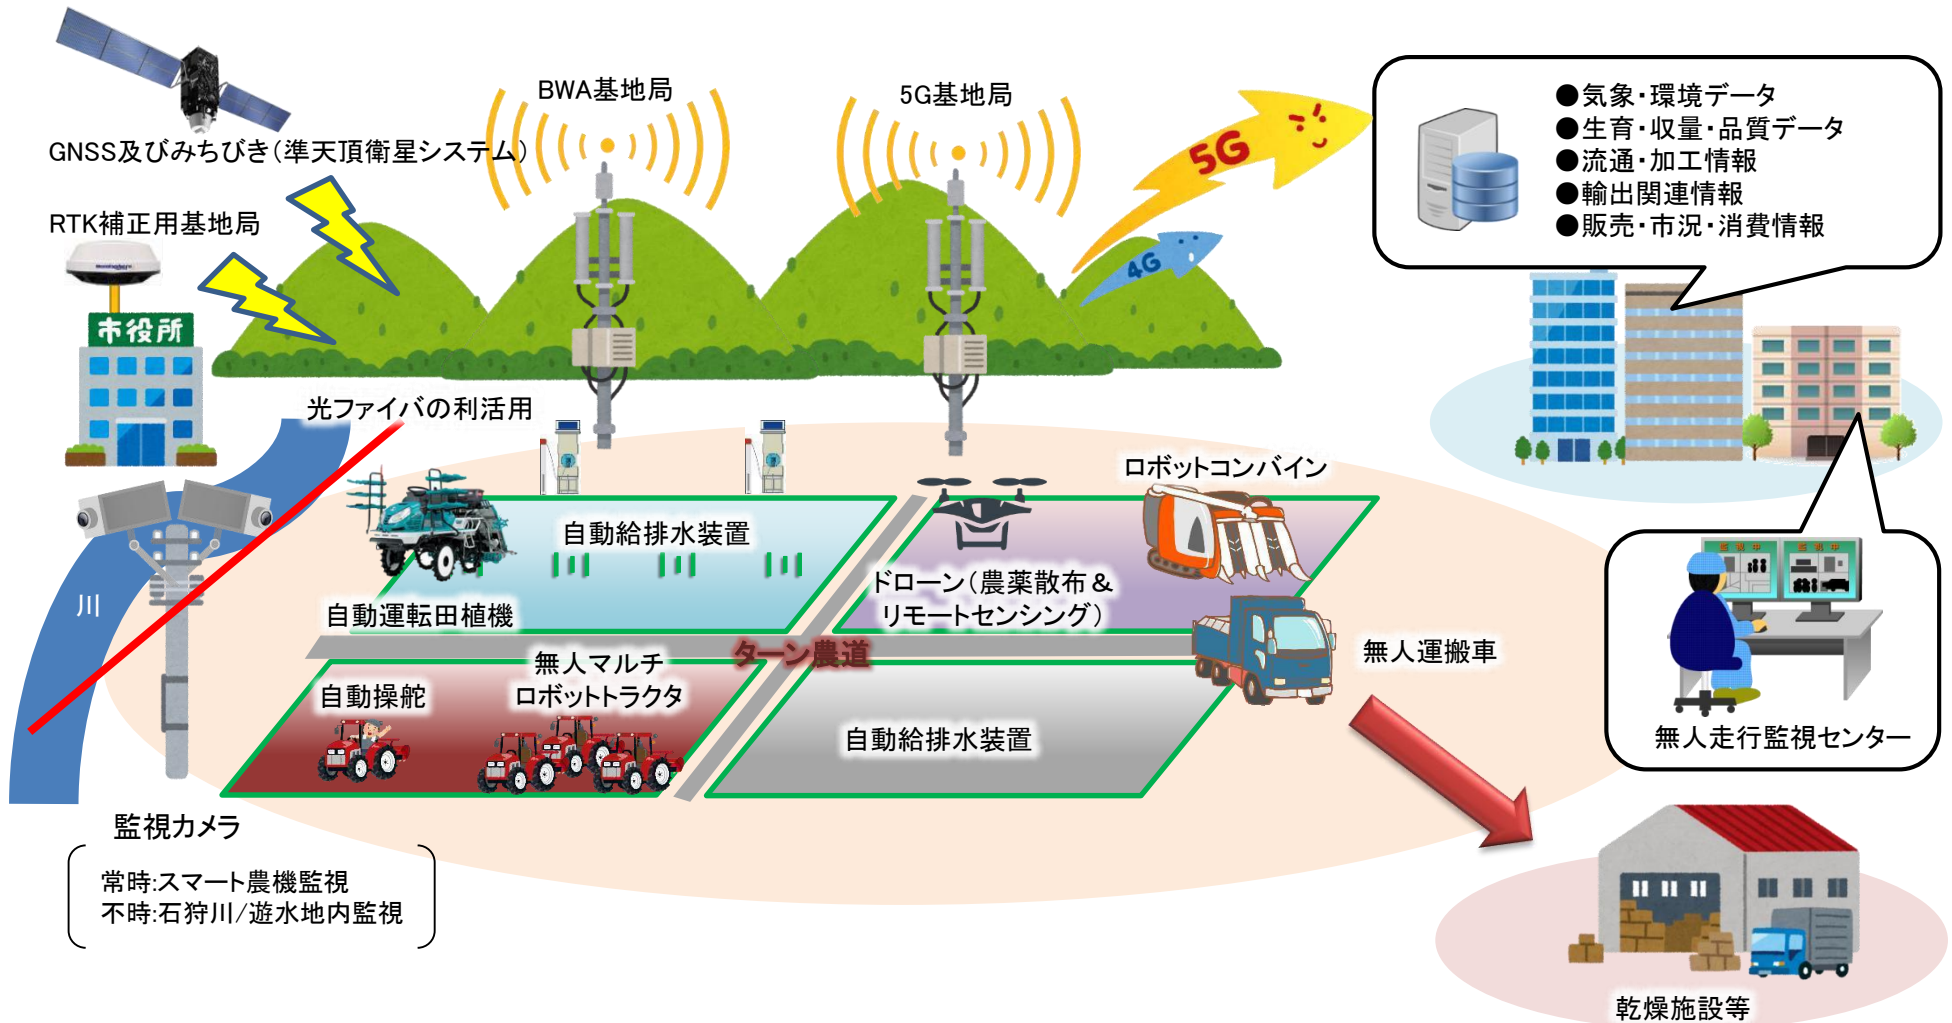 BWA基地局
5G基地局
GNSS及びみちびき(準天頂衛星システム)
RTK補正用基地局
市役所
5G
4G
●気象・環境データ
●生育・収量・品質データ
●流通・加工情報
●輸出関連情報
●販売・市況・消費情報
光ファイバの利活用
川
自動給排水装置
自動運転田植機
ロボットコンバイン
ドローン(農薬散布&
リモートセンシング)
ターン農道
無人運搬車
自動操舵
無人マルチ
ロボットトラクタ
自動給排水装置
監視中
監視中
無人走行監視センター
監視カメラ
常時:スマート農機監視
不時:石狩川/遊水地内監視
乾燥施設等